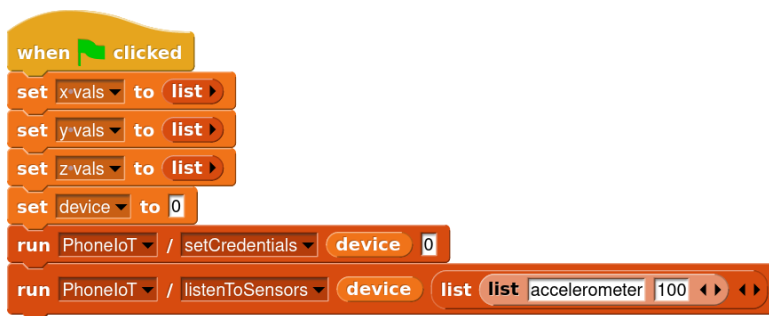 when clicked
set x vals to list
set y vals to list
set z vals to list
set device to 0
run PhoneIoT / setCredentials device 0
run PhoneIoT / listenToSensors device list list accelerometer 100